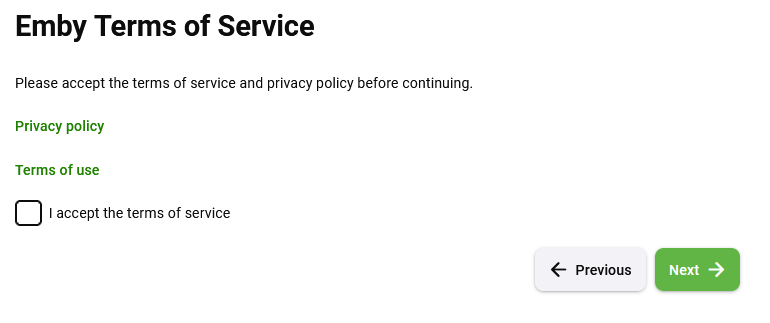 Emby Terms of Service
Please accept the terms of service and privacy policy before continuing.
Privacy policy
Terms of use
I accept the terms of service
Previous
Next